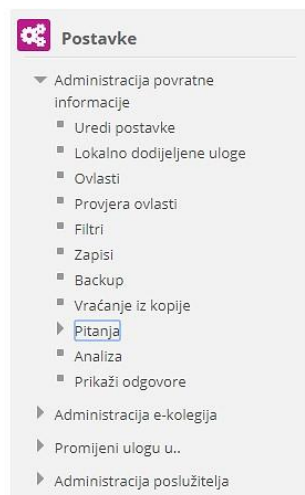 Postavke
Administracija povratne
informacije
Uredi postavke
Lokalno dodijeljene uloge
Ovlasti
Provjera ovlasti
Filtri
Zapisi
Backup
Vraćanje iz kopije
Pitanja
Analiza
Prikaži odgovore
Administracija e-kolegija
Promijeni ulogu u..
Administracija poslužitelja